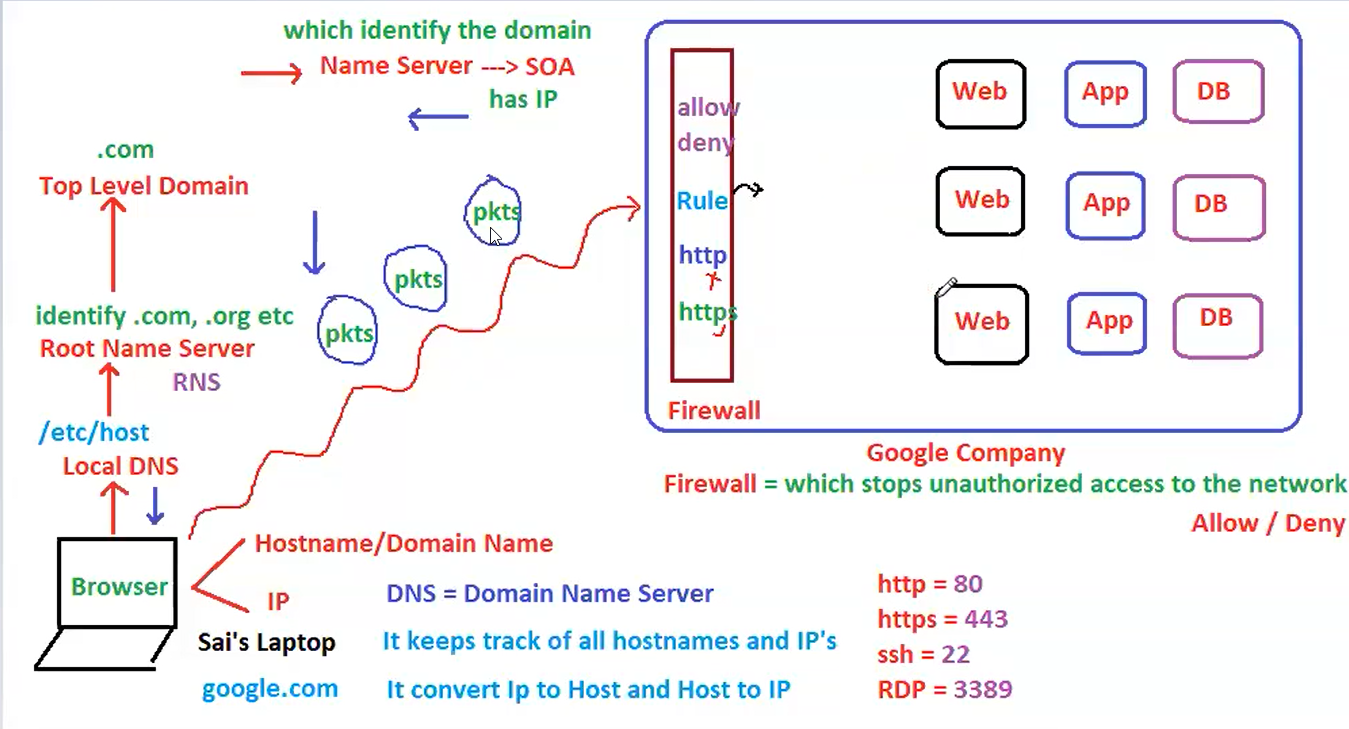 which identify the domain
Name Server ---> SOA
has IP
.com
Top Level Domain
identify .com, .org etc
Root Name Server
RNS
/etc/host
Local DNS
Browser
pkts
pkts
pkts
Hostname/Domain Name
IP
Sai's Laptop
google.com
DNS = Domain Name Server
It keeps track of all hostnames and IP's
It convert Ip to Host and Host to IP
allow
deny
Rule
http
https
Firewall
Web App DB
Web App DB
Web App DB
Google Company
Firewall = which stops unauthorized access to the network
Allow / Deny
http = 80
https = 443
ssh = 22
RDP = 3389